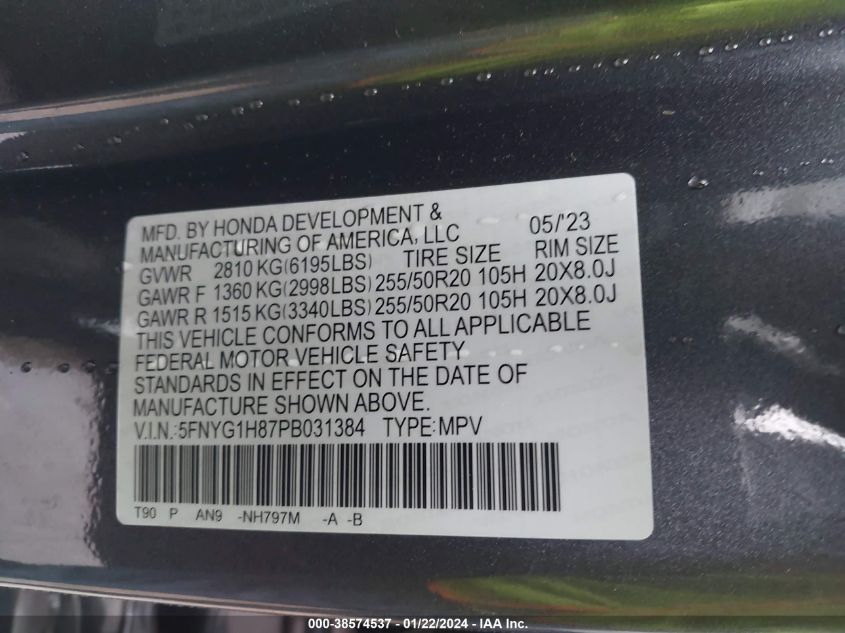 MFD. BY HONDA DEVELOPMENT &
MANUFACTURING OF AMERICA, LLC 05/'23
GVWR 2810 KG(6195LBS) TIRE SIZE RIM SIZE
GAWR F 1360 KG(2998LBS) 255/50R20 105H 20X8.0J
GAWR R 1515 KG(3340LBS) 255/50R20 105H 20X8.0J
THIS VEHICLE CONFORMS TO ALL APPLICABLE
FEDERAL MOTOR VEHICLE SAFETY
STANDARDS IN EFFECT ON THE DATE OF
MANUFACTURE SHOWN ABOVE.
V.I.N.:5FNYG1H87PB031384 TYPE:MPV
T90 P AN9 -NH797M -A -B
000-38574537 - 01/22/2024 - IAA Inc.